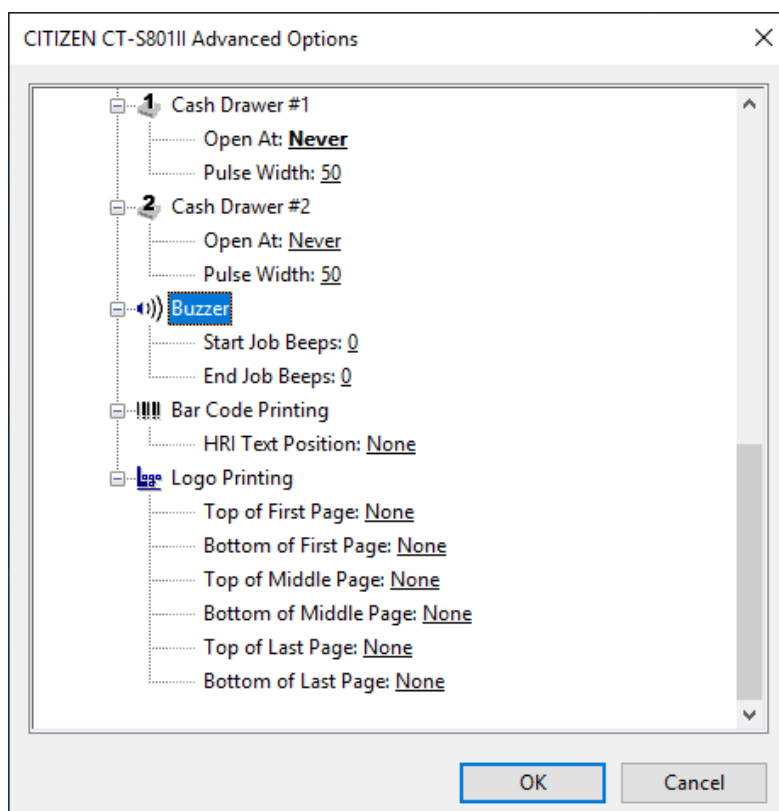 CITIZEN CT-S801II Advanced Options
1 Cash Drawer #1
Open At: Never
Pulse Width: 50
2 Cash Drawer #2
Open At: Never
Pulse Width: 50
Buzzer
Start Job Beeps: 0
End Job Beeps: 0
Bar Code Printing
HRI Text Position: None
logo Logo Printing
Top of First Page: None
Bottom of First Page: None
Top of Middle Page: None
Bottom of Middle Page: None
Top of Last Page: None
Bottom of Last Page: None
OK Cancel